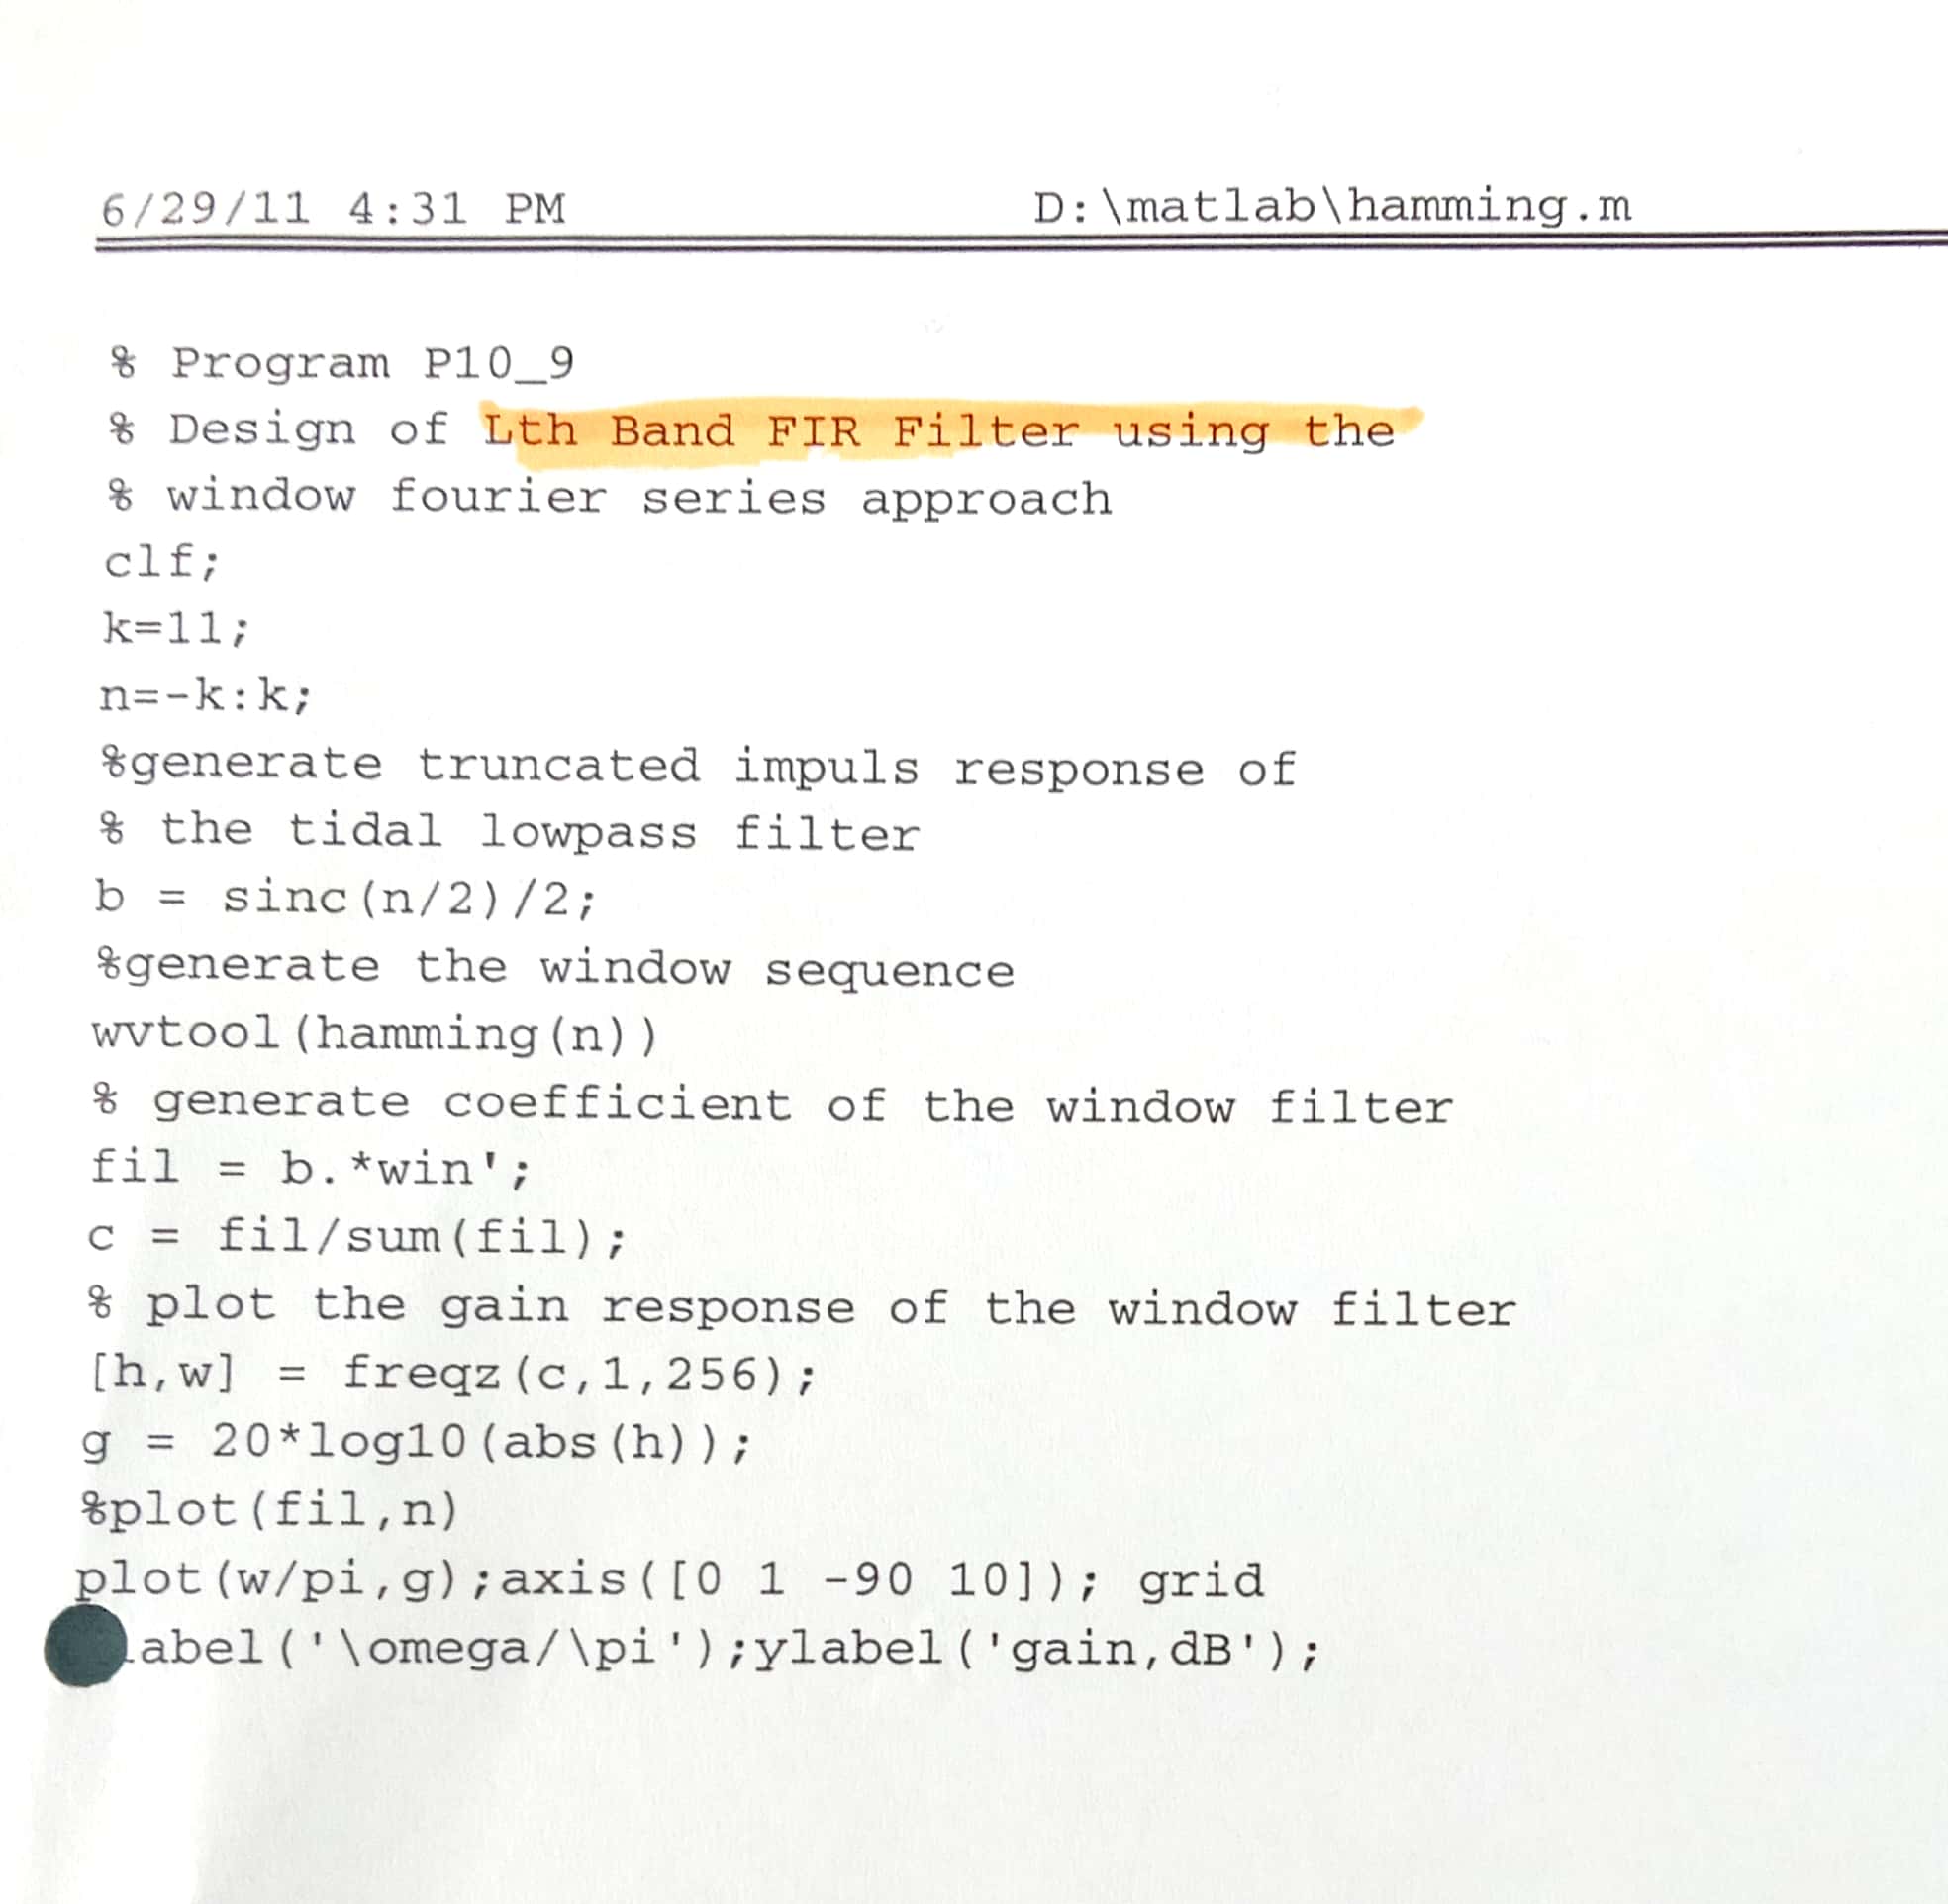 6/29/11 4:31 PM D:\matlab\hamming.m
% Program P10_9
% Design of Lth Band FIR Filter using the
% window fourier series approach
clf;
k=11;
n=-k:k;
%generate truncated impuls response of
% the tidal lowpass filter
b = sinc(n/2)/2;
%generate the window sequence
wvtool(hamming(n))
% generate coefficient of the window filter
fil = b.*win';
c = fil/sum(fil);
% plot the gain response of the window filter
[h,w] = freqz(c,1,256);
g = 20*log10(abs(h));
%plot(fil,n)
plot(w/pi,g);axis([0 1 -90 10]); grid
label('\omega/\pi');ylabel('gain,dB');